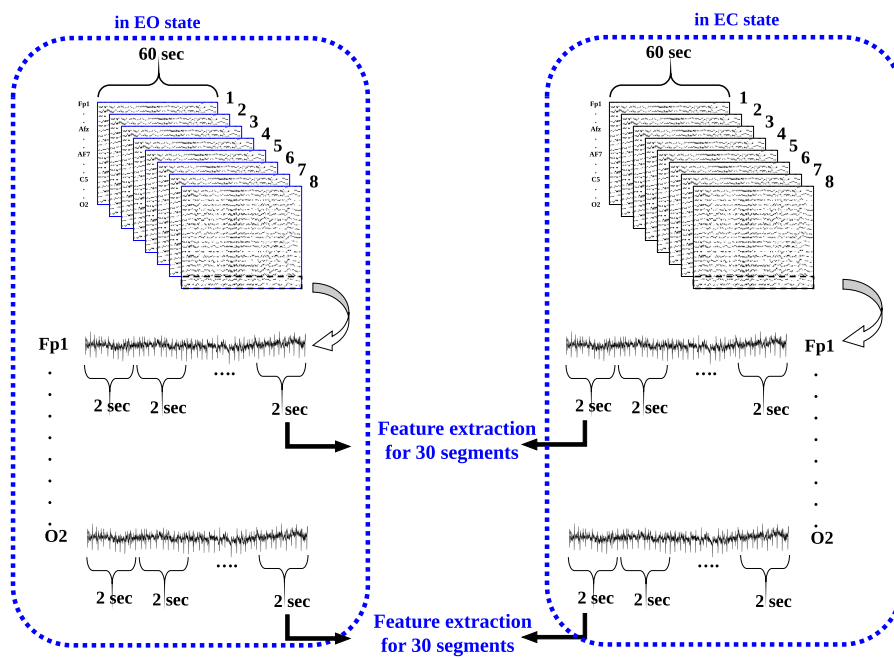 in EO state
60 sec
1
2
3
4
5
6
7
8
Fp1
Afz
AF7
C5
O2
Fp1
....
2 sec 2 sec 2 sec
O2
....
2 sec 2 sec 2 sec
in EC state
60 sec
1
2
3
4
5
6
7
8
Fp1
Afz
AF7
C5
O2
Fp1
....
2 sec 2 sec 2 sec
O2
....
2 sec 2 sec 2 sec
Feature extraction
for 30 segments
Feature extraction
for 30 segments